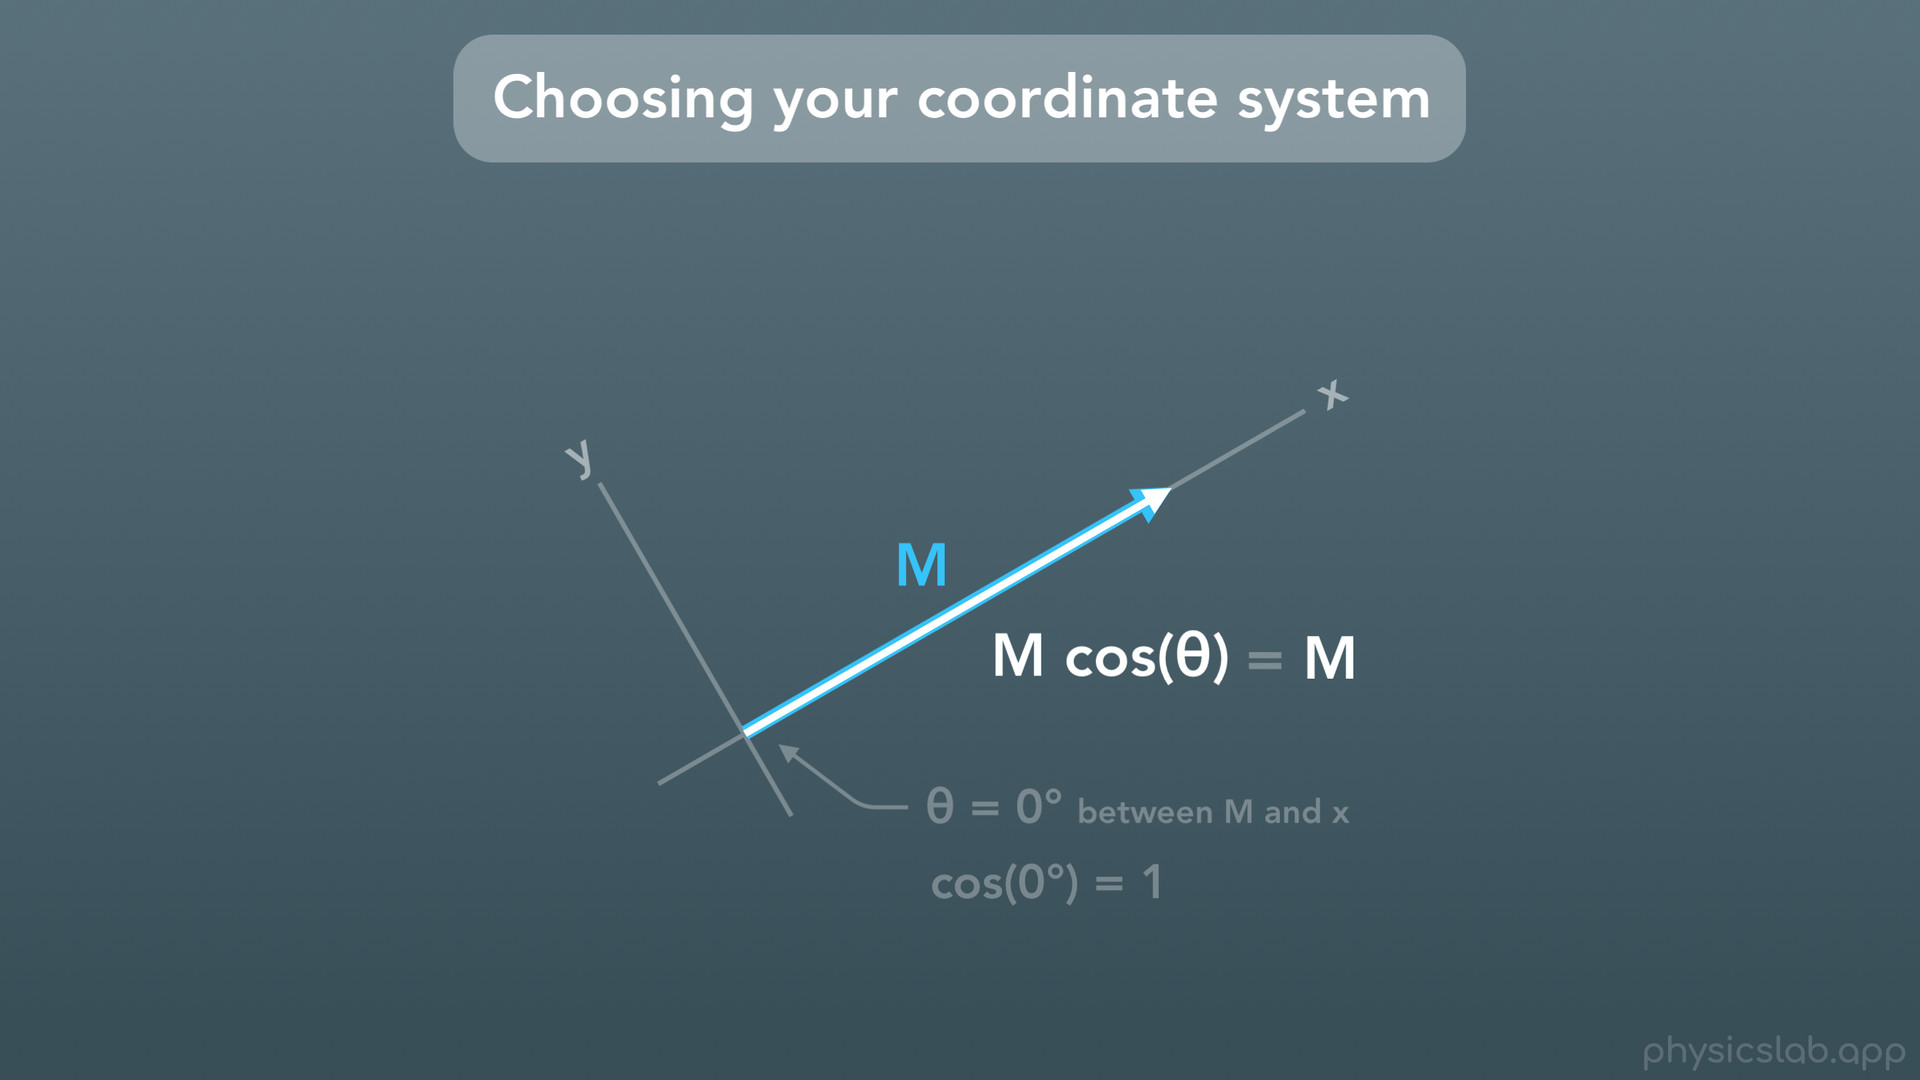 Choosing your coordinate system
x
y
M
M cos(θ) = M
θ = 0° between M and x
cos(0°) = 1
physicslab.app